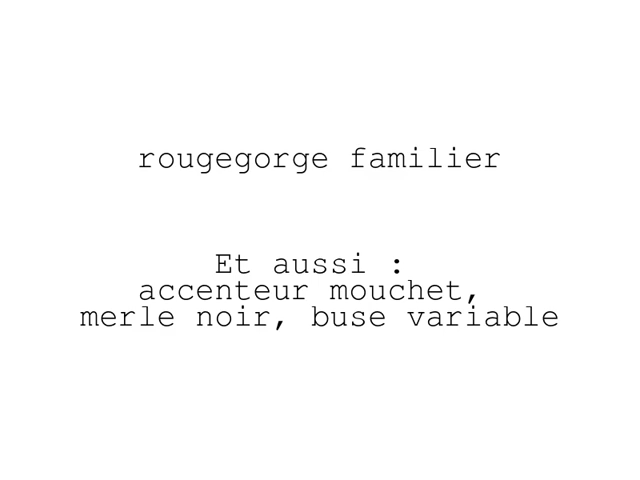 rougegorge familier
Et aussi :
accenteur mouchet,
merle noir, buse variable